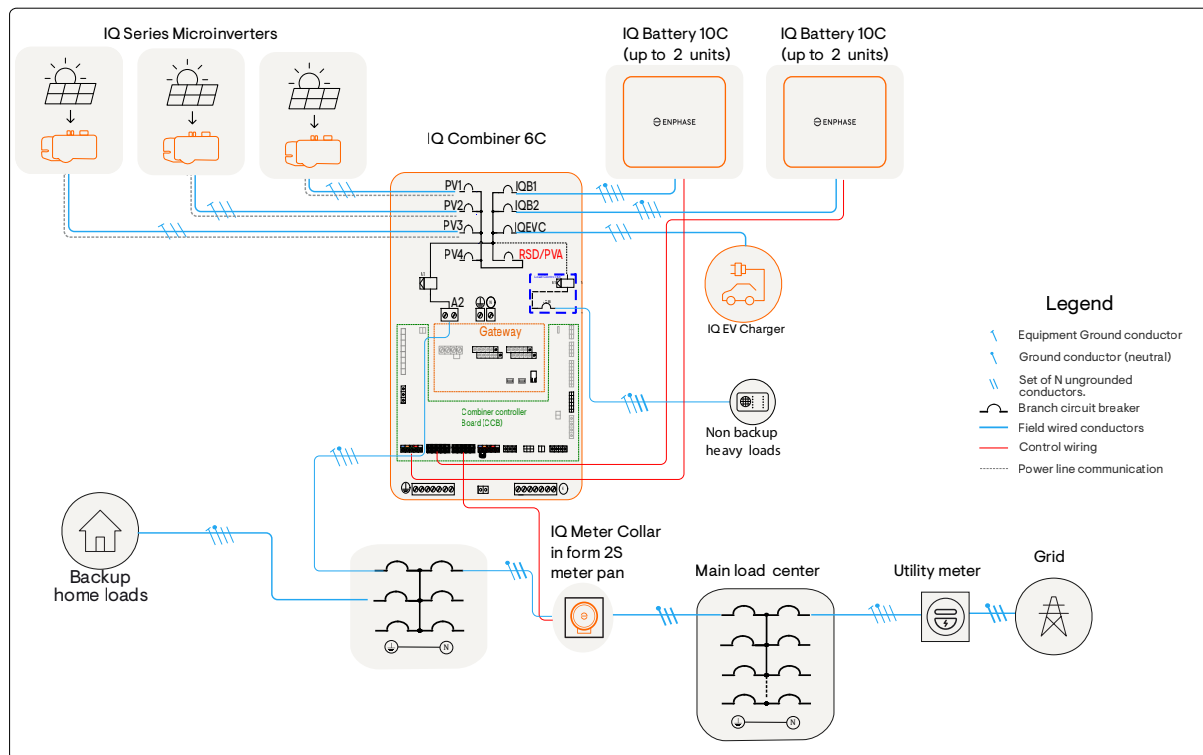 IQ Series Microinverters
IQ Battery 10C
(up to 2 units)
IQ Battery 10C
(up to 2 units)
ENPHASE
ENPHASE
IQ Combiner 6C
PV1
IQB1
PV2
IQB2
PV3
IQEVC
PV4
RSD/PVA
A2
N
Gateway
IQ EV Charger
Combiner controller
Board (CCB)
Non backup
heavy loads
Legend
Equipment Ground conductor
Ground conductor (neutral)
Set of N ungrounded
conductors.
Branch circuit breaker
Field wired conductors
Control wiring
Power line communication
Backup
home loads
IQ Meter Collar
in form 2S
meter pan
Main load center
Utility meter
Grid
N
N